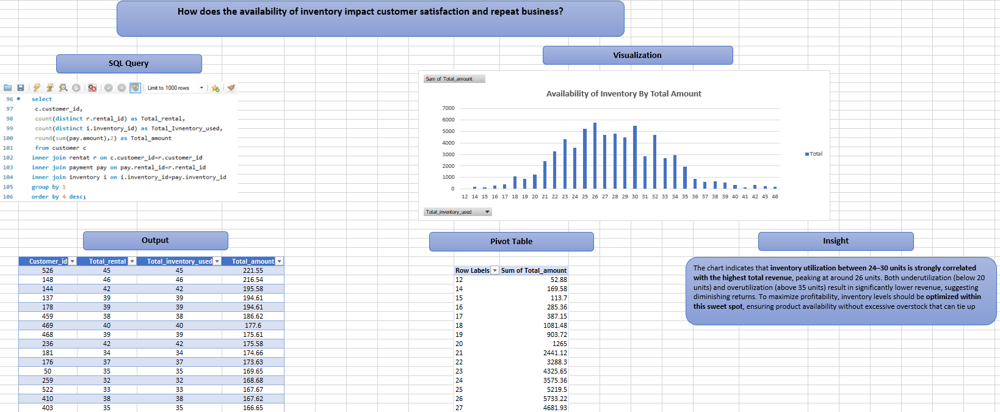 How does the availability of inventory impact customer satisfaction and repeat business?
SQL Query
Limit to 1000 rows
96 select
97 c.customer_id,
98 count(distinct r.rental_id) as Total_rental,
99 count(distinct i.inventory_id) as Total_Ivnentory_used,
100 round(sum(pay.amount),2) as Total_amount
101 from customer c
102 inner join rentat r on c.customer_id=r.customer_id
103 inner join payment pay on pay.rental_id=r.rental_id
104 inner join inventory i on i.inventory_id=pay.inventory_id
105 group by 1
106 order by 4 desc;
Visualization
Sum of Total_amount
Availability of Inventory By Total Amount
7000
6000
5000
4000
3000
2000
1000
0
12 14 15 16 17 18 19 20 21 22 23 24 25 26 27 28 29 30 31 32 33 34 35 36 37 38 39 40 41 42 45 46
Total
Total_inventory_used
Output
Customer_id Total_rental Total_inventory_used Total_amount
526 45 45 221.55
148 46 46 216.54
144 42 42 195.58
137 39 39 194.61
178 39 39 194.61
459 38 38 186.62
469 40 40 177.6
468 39 39 175.61
236 42 42 175.58
181 34 34 174.66
176 37 37 173.63
50 35 35 169.65
259 32 32 168.68
522 33 33 167.67
410 38 38 167.62
403 35 35 166.65
Pivot Table
Row Labels Sum of Total_amount
12 52.88
14 169.58
15 113.7
16 285.36
17 387.15
18 1081.48
19 903.72
20 1265
21 2441.12
22 3288.3
23 4325.65
24 3575.36
25 5219.5
26 5733.22
27 4681.93
Insight
The chart indicates that inventory utilization between 24–30 units is strongly correlated
with the highest total revenue, peaking at around 26 units. Both underutilization (below 20
units) and overutilization (above 35 units) result in significantly lower revenue, suggesting
diminishing returns. To maximize profitability, inventory levels should be optimized within
this sweet spot, ensuring product availability without excessive overstock that can tie up